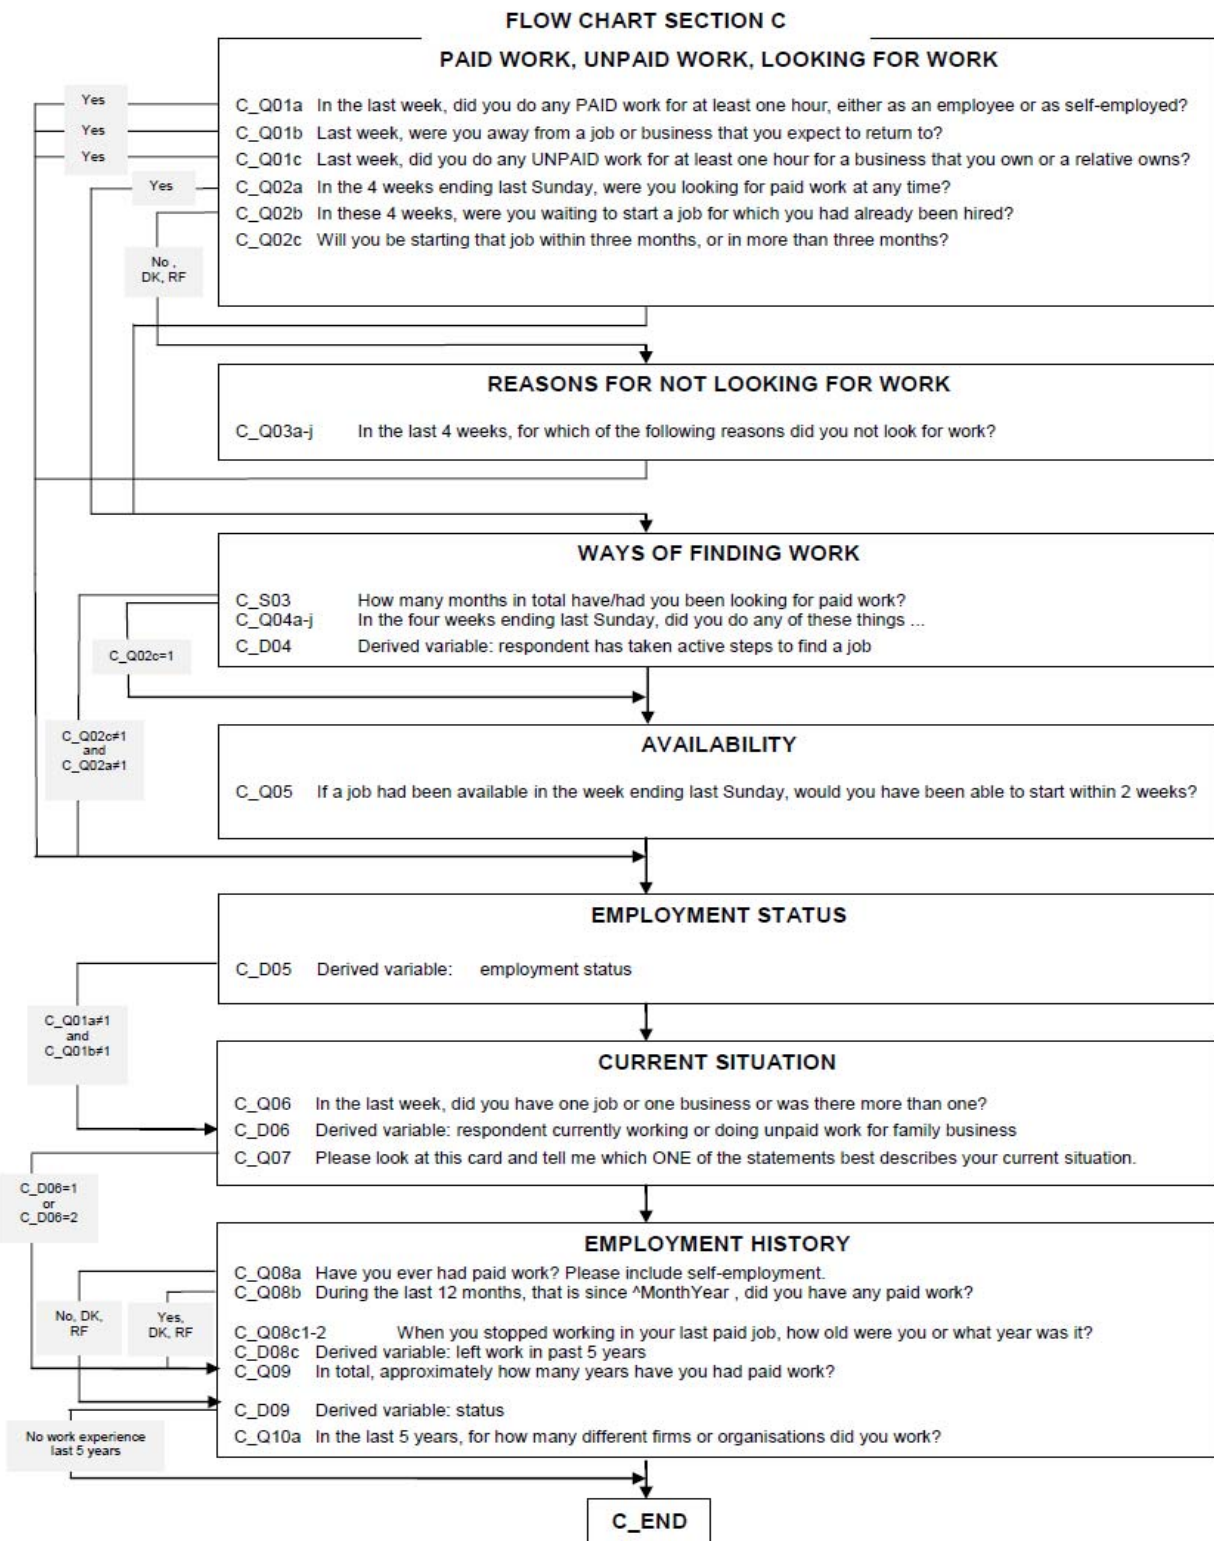 FLOW CHART SECTION C
PAID WORK, UNPAID WORK, LOOKING FOR WORK
Yes
C_Q01a In the last week, did you do any PAID work for at least one hour, either as an employee or as self-employed?
Yes
C_Q01b Last week, were you away from a job or business that you expect to return to?
Yes
C_Q01c Last week, did you do any UNPAID work for at least one hour for a business that you own or a relative owns?
Yes
C_Q02a In the 4 weeks ending last Sunday, were you looking for paid work at any time?
C_Q02b In these 4 weeks, were you waiting to start a job for which you had already been hired?
C_Q02c Will you be starting that job within three months, or in more than three months?
No ,
DK, RF
REASONS FOR NOT LOOKING FOR WORK
C_Q03a-j In the last 4 weeks, for which of the following reasons did you not look for work?
WAYS OF FINDING WORK
C_S03 How many months in total have/had you been looking for paid work?
C_Q04a-j In the four weeks ending last Sunday, did you do any of these things ...
C_D04 Derived variable: respondent has taken active steps to find a job
C_Q02c=1
C_Q02c≠1
and
C_Q02a≠1
AVAILABILITY
C_Q05 If a job had been available in the week ending last Sunday, would you have been able to start within 2 weeks?
EMPLOYMENT STATUS
C_D05 Derived variable: employment status
C_Q01a≠1
and
C_Q01b≠1
CURRENT SITUATION
C_Q06 In the last week, did you have one job or one business or was there more than one?
C_D06 Derived variable: respondent currently working or doing unpaid work for family business
C_Q07 Please look at this card and tell me which ONE of the statements best describes your current situation.
C_D06=1
or
C_D06=2
EMPLOYMENT HISTORY
C_Q08a Have you ever had paid work? Please include self-employment.
C_Q08b During the last 12 months, that is since ^MonthYear , did you have any paid work?
No, DK,
RF
Yes,
DK, RF
C_Q08c1-2 When you stopped working in your last paid job, how old were you or what year was it?
C_D08c Derived variable: left work in past 5 years
C_Q09 In total, approximately how many years have you had paid work?
C_D09 Derived variable: status
C_Q10a In the last 5 years, for how many different firms or organisations did you work?
No work experience
last 5 years
C_END